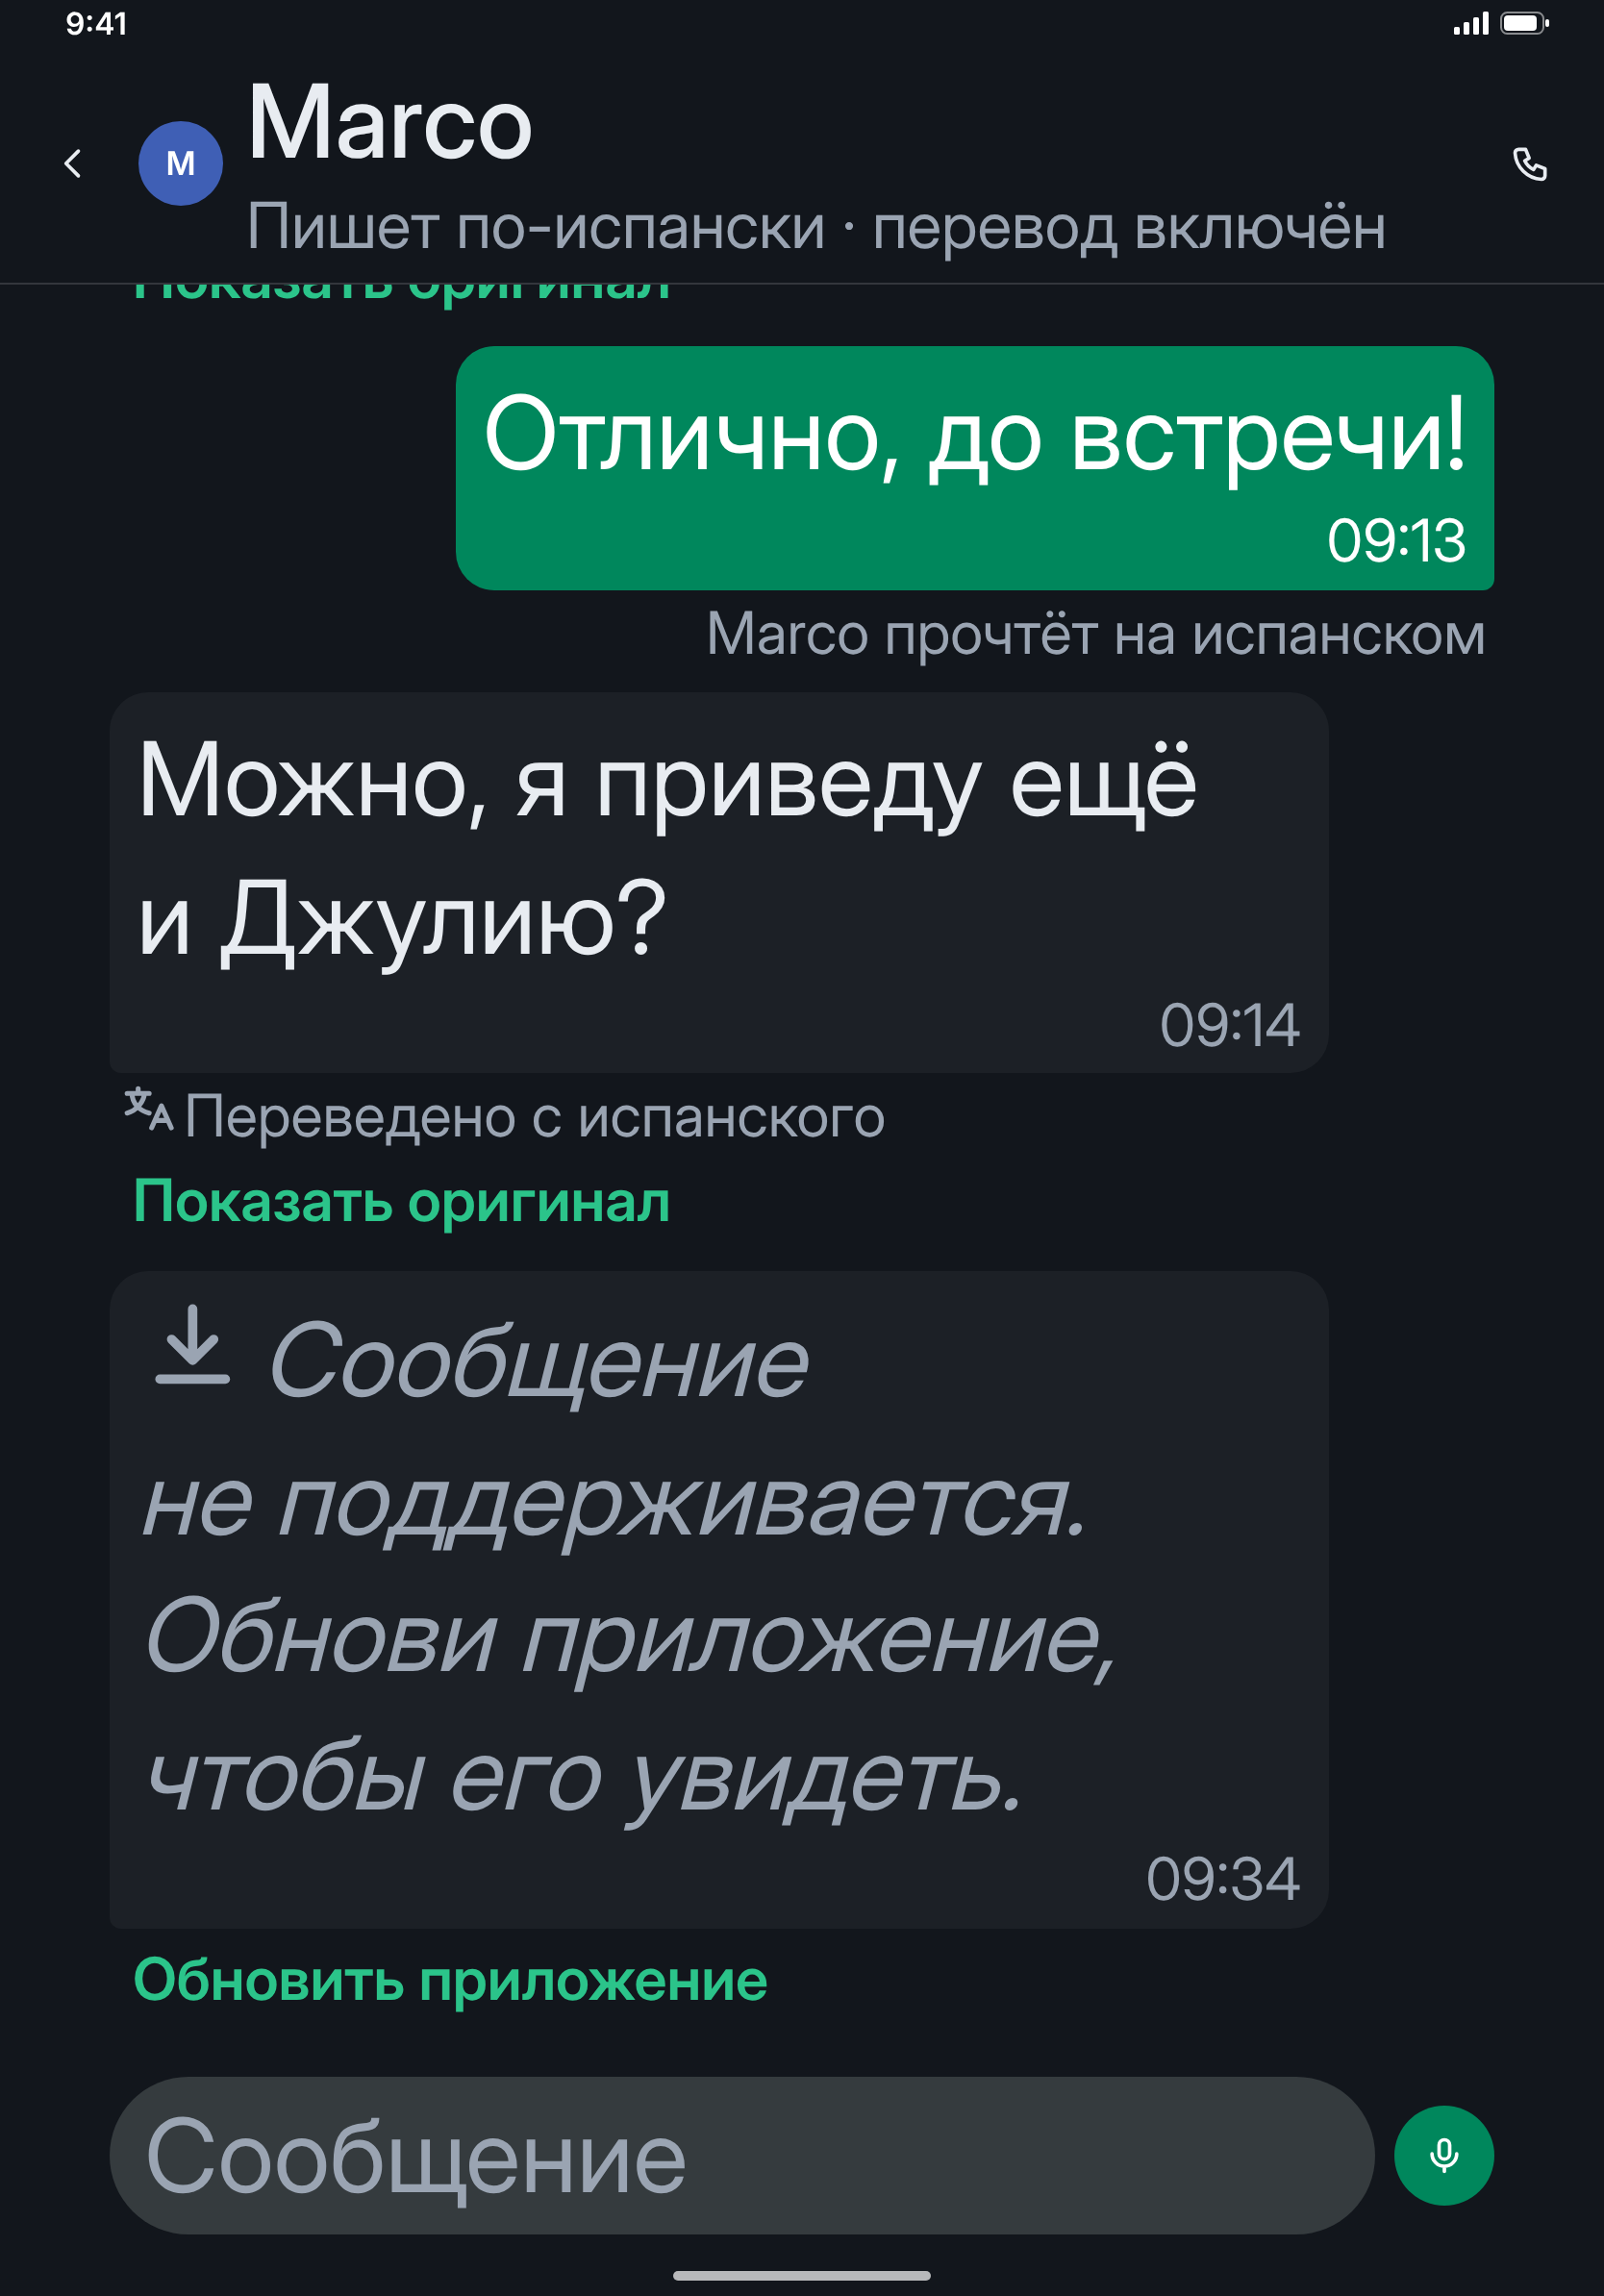 9:41
M
Marco
Пишет по-испански · перевод включён
Показать оригинал
Отлично, до встречи!
09:13
Marco прочтёт на испанском
Можно, я приведу ещё
и Джулию?
09:14
Переведено с испанского
Показать оригинал
Сообщение
не поддерживается.
Обнови приложение,
чтобы его увидеть.
09:34
Обновить приложение
Сообщение